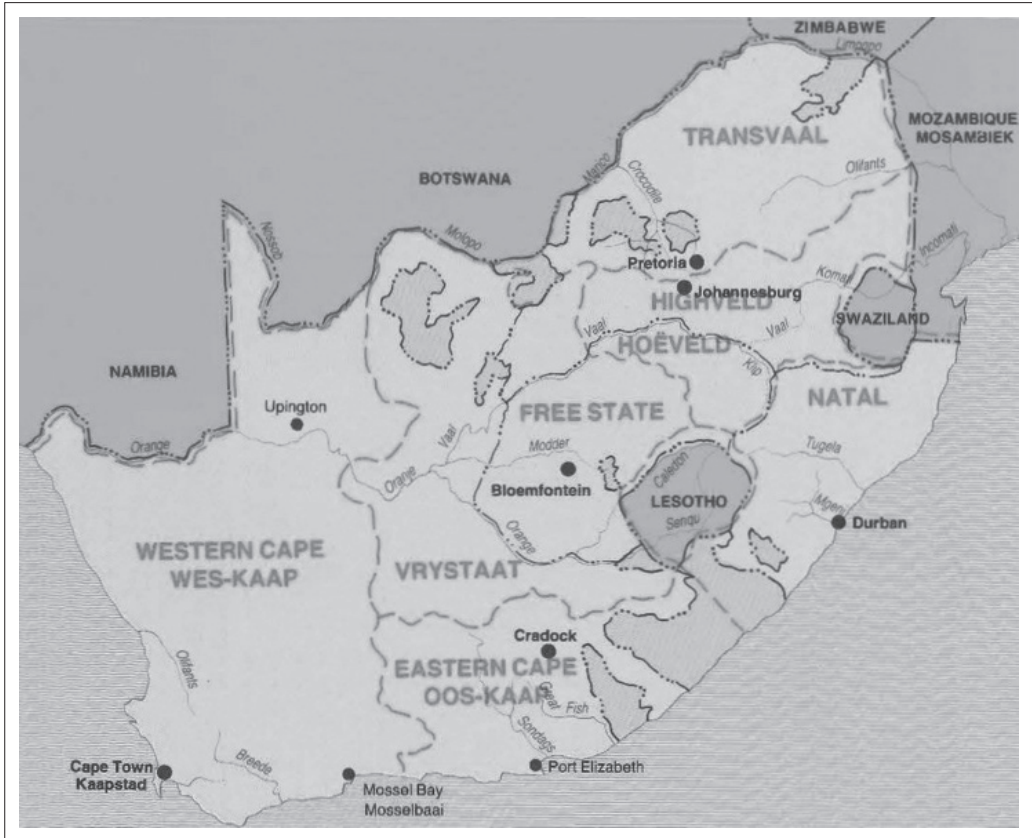 ZIMBABWE
Limpopo
MOZAMBIQUE
MOSAMBIEK
TRANSVAAL
Olifants
BOTSWANA
Marico
Crocodile
Nossob
Molopo
Incomati
Pretoria
Komati
Johannesburg
HIGHVELD
SWAZILAND
Vaal
Vaal
HOËVELD
Klip
NAMIBIA
NATAL
Upington
FREE STATE
Orange
Vaal
Modder
Tugela
Oranje
Caledon
Bloemfontein
LESOTHO
Mgeni
Durban
Senqu
Orange
WESTERN CAPE
WES-KAAP
VRYSTAAT
Cradock
Olifants
EASTERN CAPE
OOS-KAAP
Great
Fish
Sondags
Breede
Cape Town
Kaapstad
Port Elizabeth
Mossel Bay
Mosselbaai